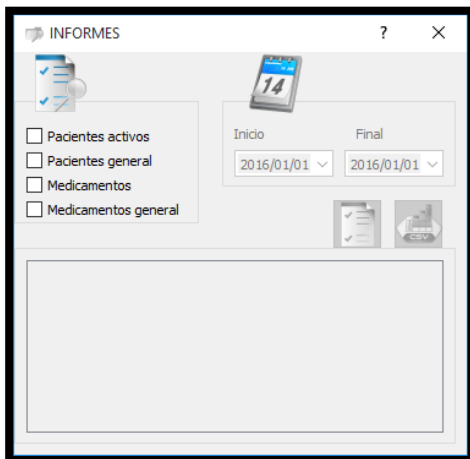 INFORMES
?
14
Pacientes activos
Pacientes general
Medicamentos
Medicamentos general
Inicio
Final
2016/01/01
2016/01/01
CSV